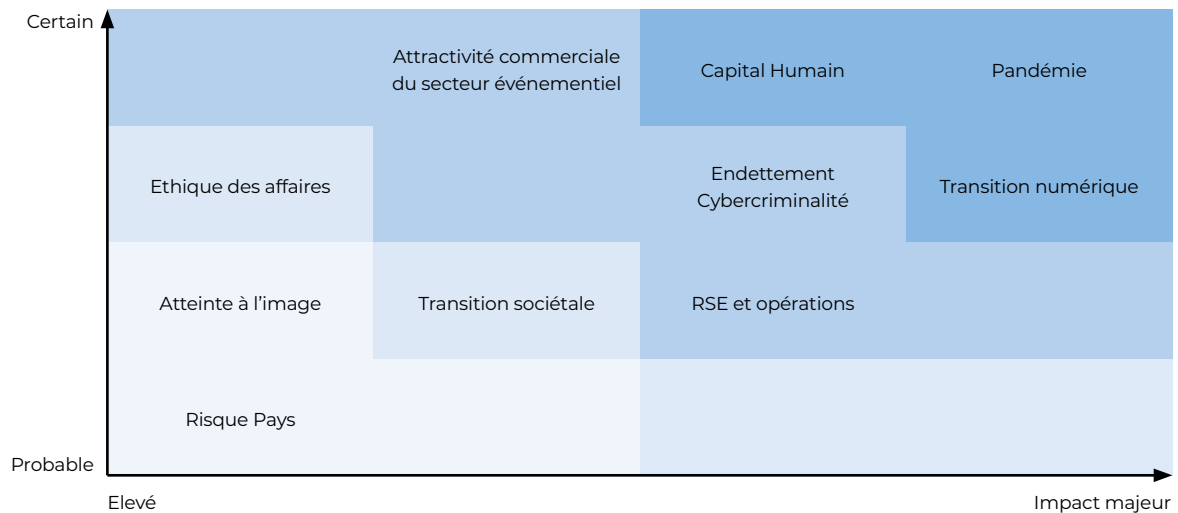 Certain
Attractivité commerciale
du secteur événementiel
Capital Humain
Pandémie
Ethique des affaires
Endettement
Cybercriminalité
Transition numérique
Atteinte à l’image
Transition sociétale
RSE et opérations
Risque Pays
Probable
Elevé
Impact majeur